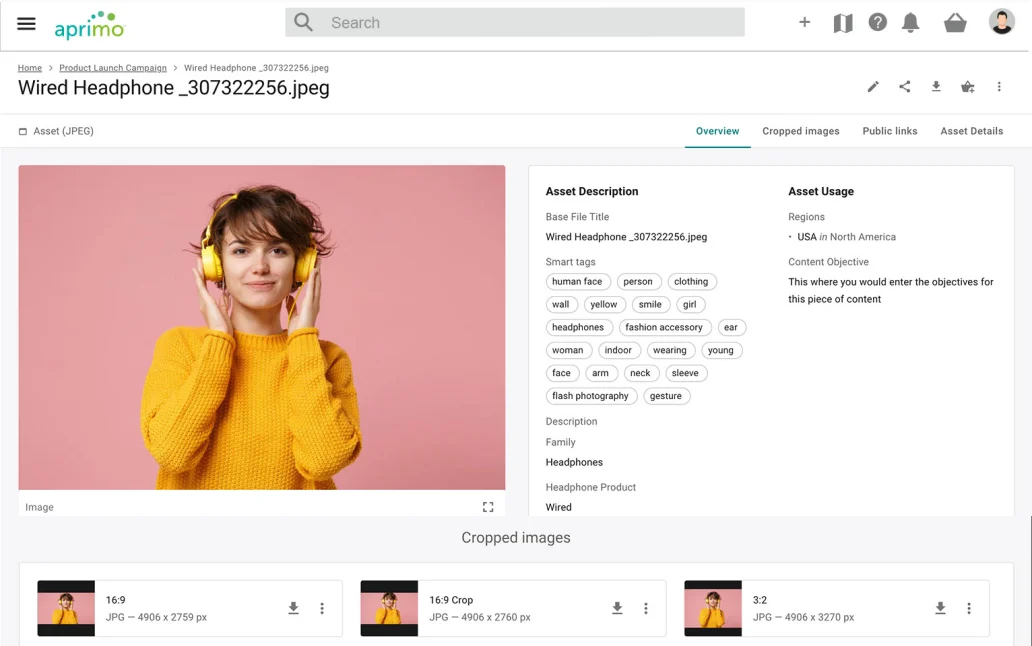 aprimo
Search
Home > Product Launch Campaign > Wired Headphone _307322256.jpeg
Wired Headphone _307322256.jpeg
Asset (JPEG)
Overview
Cropped images
Public links
Asset Details
Image
Asset Description
Base File Title
Wired Headphone _307322256.jpeg
Smart tags
human face person clothing
wall yellow smile girl
headphones fashion accessory ear
woman indoor wearing young
face arm neck sleeve
flash photography gesture
Description
Family
Headphones
Headphone Product
Wired
Asset Usage
Regions
• USA in North America
Content Objective
This where you would enter the objectives for
this piece of content
Cropped images
16:9
JPG — 4906 x 2759 px
16:9 Crop
JPG — 4906 x 2760 px
3:2
JPG — 4906 x 3270 px